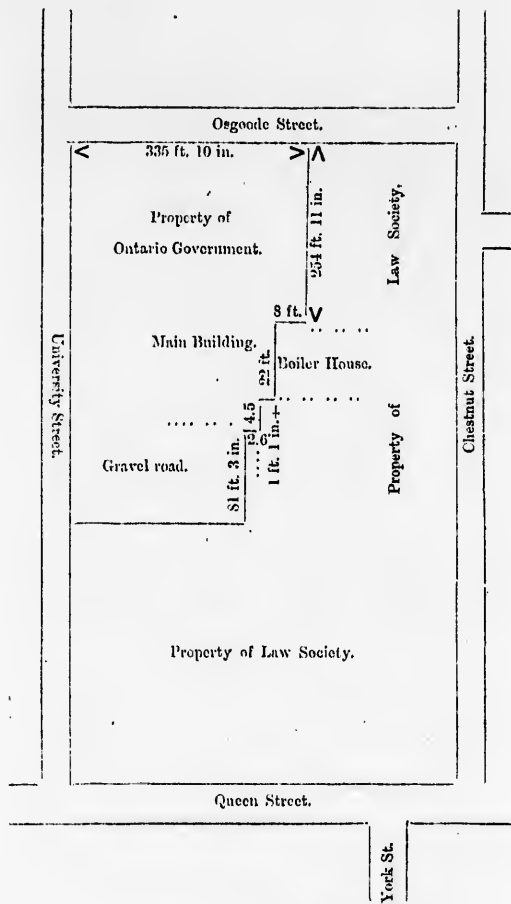 Osgoode Street.
335 ft. 10 in.
Property of
Ontario Government.
254 ft. 11 in.
Law Society,
8 ft.
Main Building.
Boiler House.
22 ft.
University Street.
Chestnut Street.
4.5
2.6
1 ft. 1 in.+
Property of
Gravel road.
81 ft. 3 in.
Property of Law Society.
Queen Street.
York St.